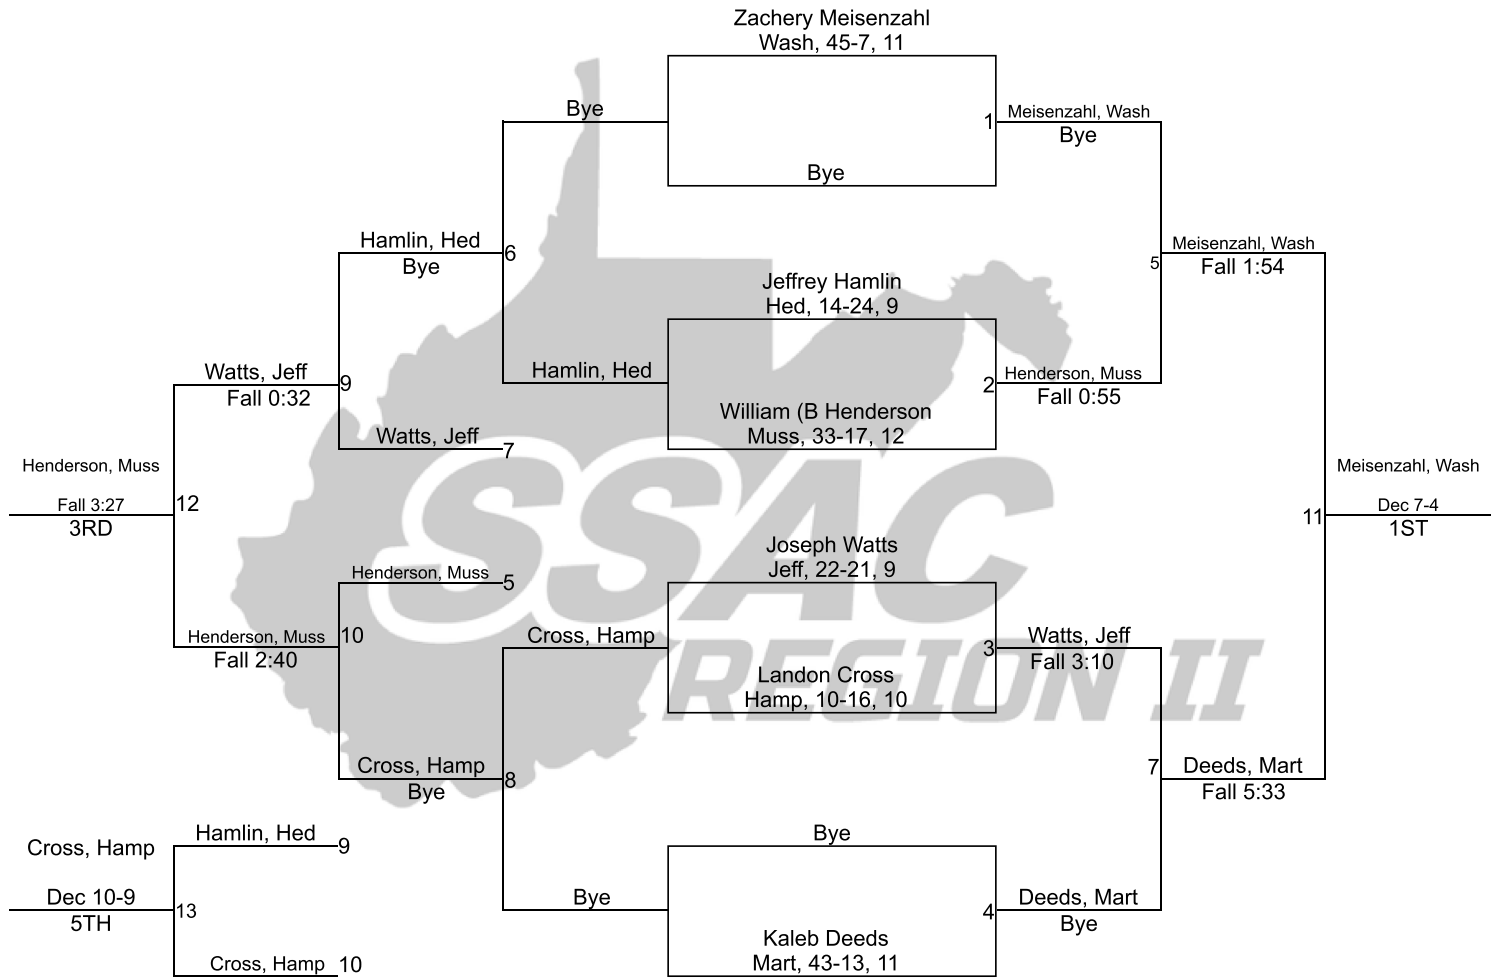 Zachery Meisenzahl
Wash, 45-7, 11
Bye
1
Meisenzahl, Wash
Bye
Bye
Hamlin, Hed
Bye
6
Meisenzahl, Wash
5
Fall 1:54
Jeffrey Hamlin
Hed, 14-24, 9
Watts, Jeff
Fall 0:32
9
Hamlin, Hed
2
Henderson, Muss
Fall 0:55
William (B Henderson
Muss, 33-17, 12
Watts, Jeff
7
Henderson, Muss
Fall 3:27
3RD
12
Meisenzahl, Wash
11
Dec 7-4
1ST
SSAC
REGION II
Joseph Watts
Jeff, 22-21, 9
Henderson, Muss
5
Henderson, Muss
Fall 2:40
10
Cross, Hamp
3
Watts, Jeff
Fall 3:10
Landon Cross
Hamp, 10-16, 10
Cross, Hamp
Bye
8
7
Deeds, Mart
Fall 5:33
Hamlin, Hed
9
Cross, Hamp
Dec 10-9
5TH
13
Cross, Hamp
10
Bye
Bye
4
Deeds, Mart
Bye
Kaleb Deeds
Mart, 43-13, 11